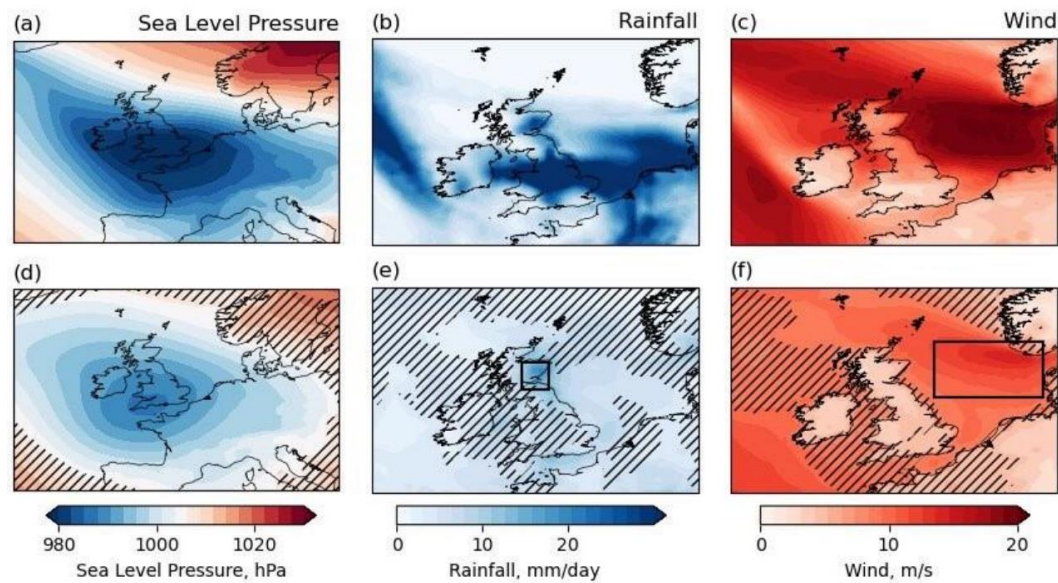 (a) Sea Level Pressure
(b) Rainfall
(c) Wind
(d)
(e)
(f)
980 1000 1020
Sea Level Pressure, hPa
0 10 20
Rainfall, mm/day
0 10 20
Wind, m/s